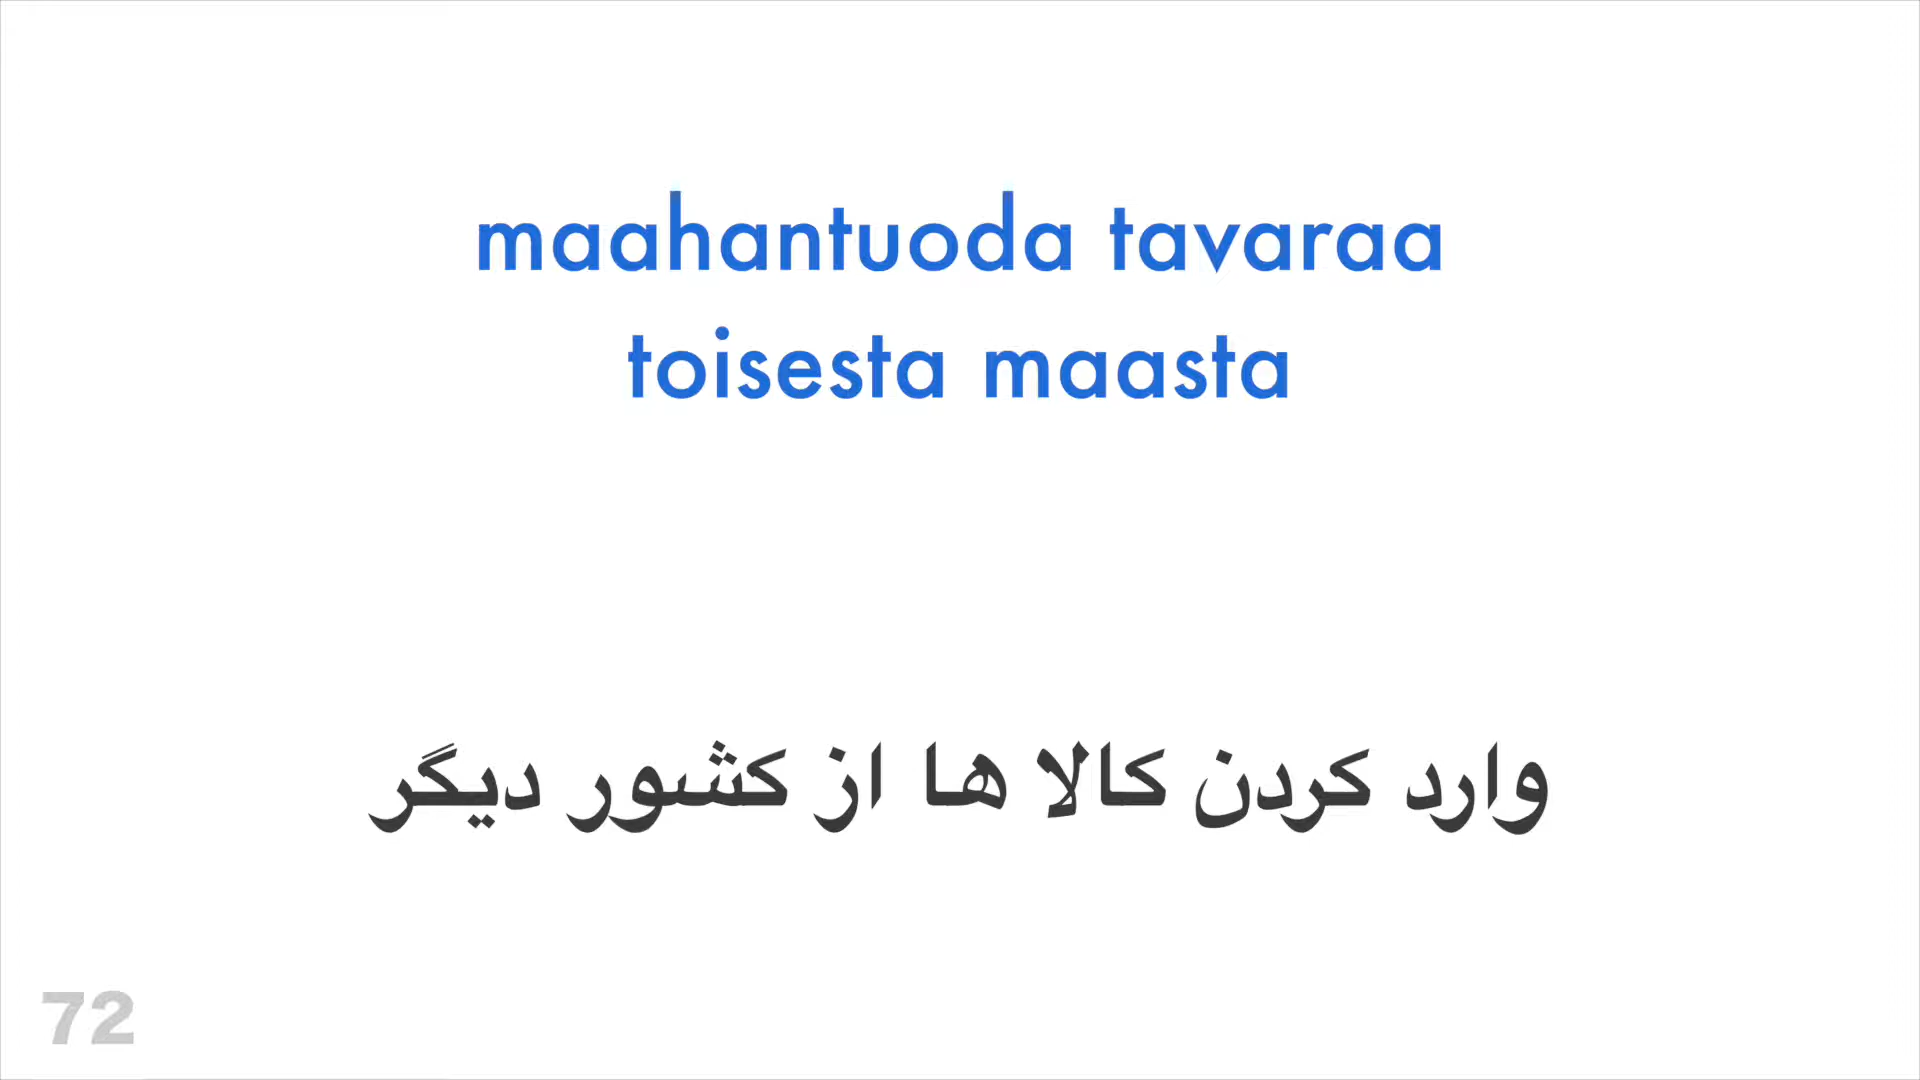 maahantuoda tavaraa
toisesta maasta
وارد کردن کالا ها از کشور دیگر
72